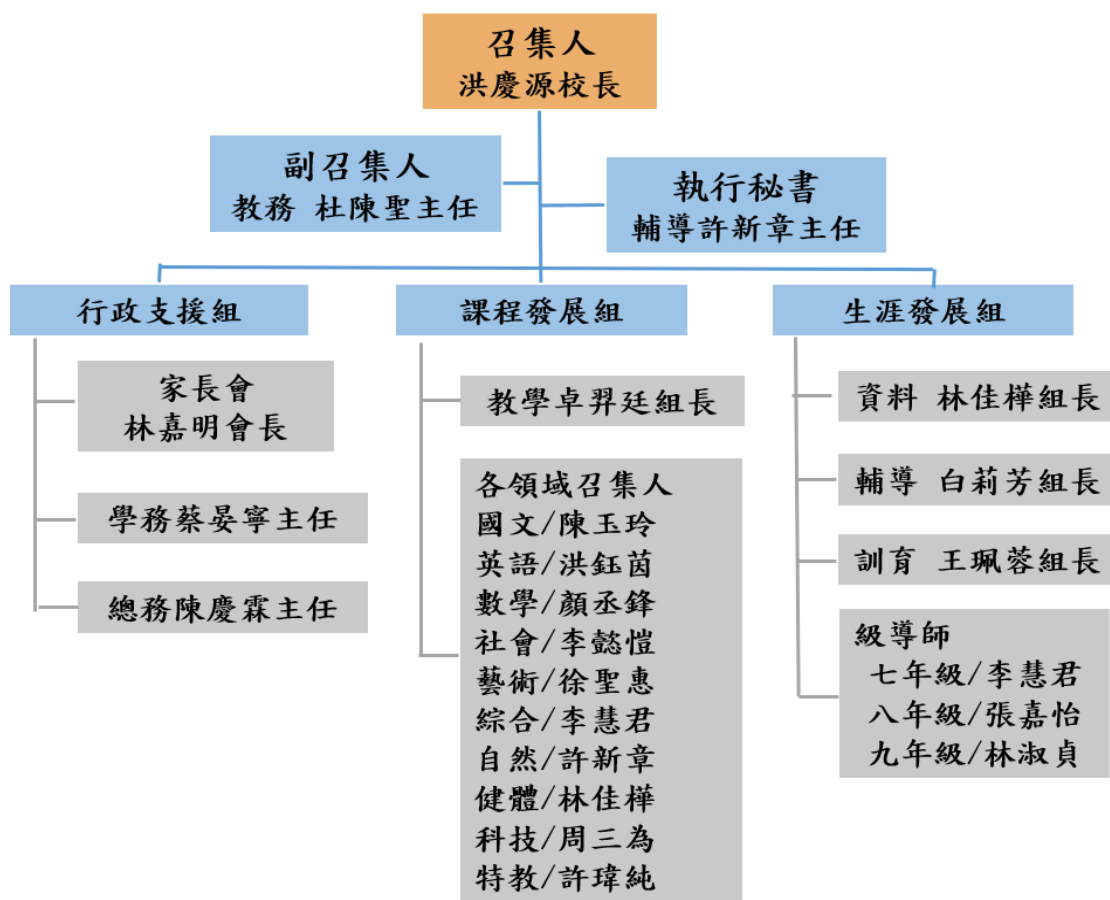 召集人
洪慶源校長
副召集人
教務 杜陳聖主任
執行秘書
輔導許新章主任
行政支援組
家長會
林嘉明會長
學務蔡晏寧主任
總務陳慶霖主任
課程發展組
教學卓羿廷組長
各領域召集人
國文/陳玉玲
英語/洪鈺茵
數學/顏丞鋒
社會/李懿愷
藝術/徐聖惠
綜合/李慧君
自然/許新章
健體/林佳樺
科技/周三為
特教/許瑋純
生涯發展組
資料 林佳樺組長
輔導 白莉芳組長
訓育 王珮蓉組長
級導師
七年級/李慧君
八年級/張嘉怡
九年級/林淑貞